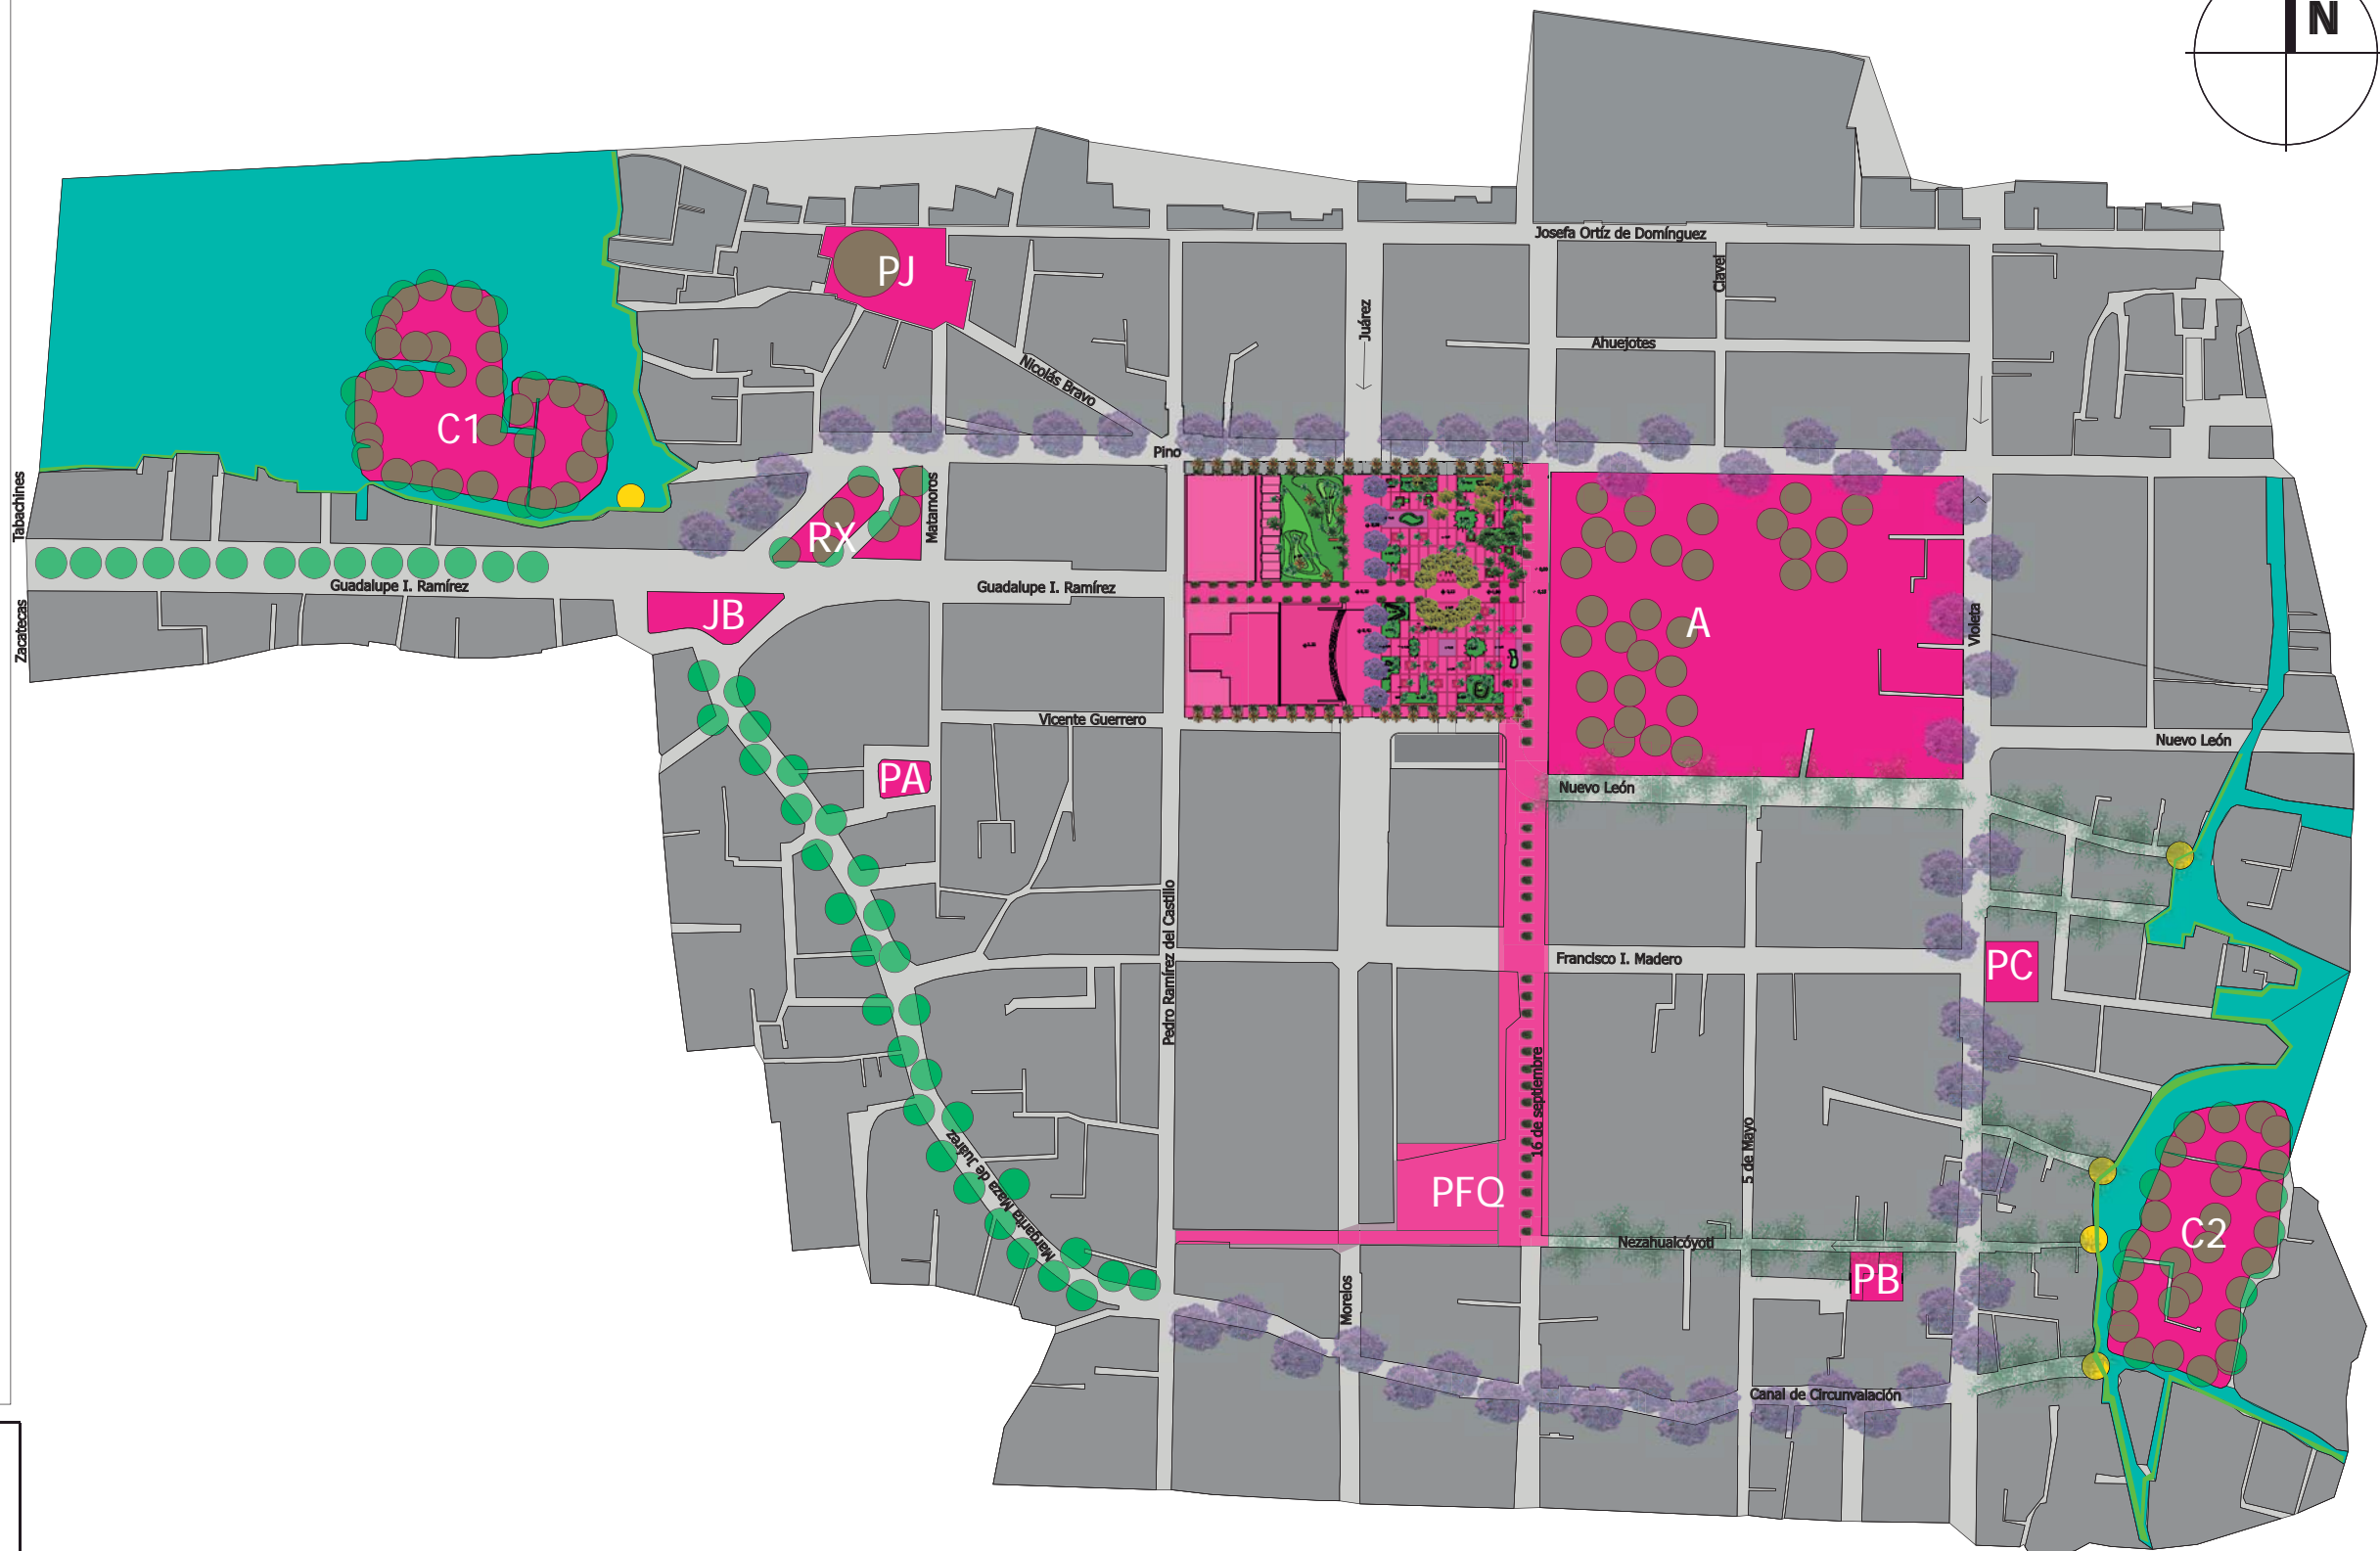 N
Josefa Ortíz de Domínguez
PJ
Clavel
Juárez
Ahuejotes
Nicolás Bravo
C1
Pino
Tabachines
Matamoros
RX
Guadalupe I. Ramírez
Guadalupe I. Ramírez
Zacatecas
JB
A
Violeta
Vicente Guerrero
Nuevo León
PA
Nuevo León
Pedro Ramírez del Castillo
Francisco I. Madero
PC
16 de septiembre
5 de Mayo
Margarita Maza de Juárez
PFQ
C2
Nezahualcóyotl
PB
Morelos
Canal de Circunvalación